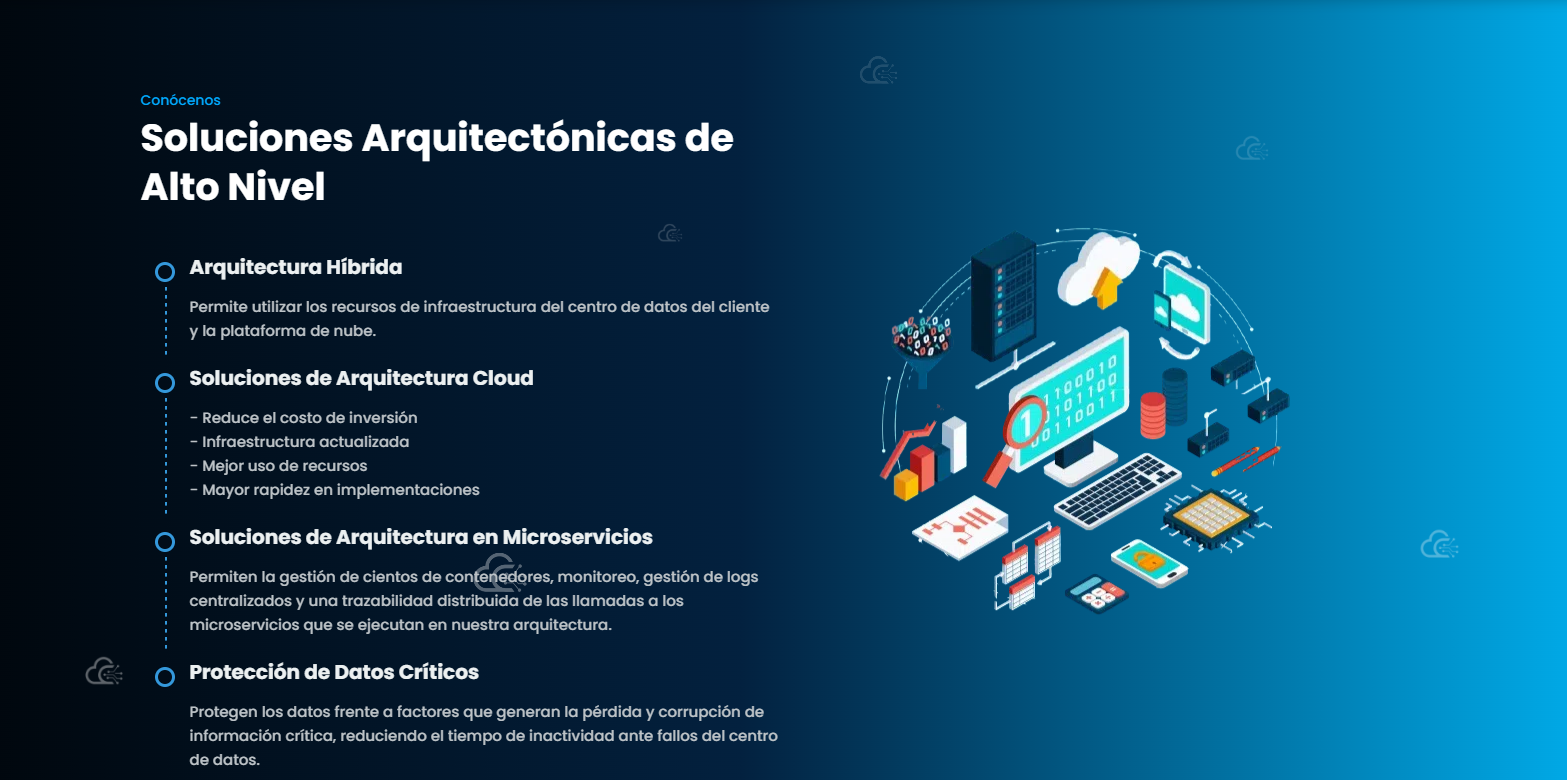 Conócenos
Soluciones Arquitectónicas de
Alto Nivel
Arquitectura Híbrida
Permite utilizar los recursos de infraestructura del centro de datos del cliente
y la plataforma de nube.
Soluciones de Arquitectura Cloud
- Reduce el costo de inversión
- Infraestructura actualizada
- Mejor uso de recursos
- Mayor rapidez en implementaciones
Soluciones de Arquitectura en Microservicios
Permiten la gestión de cientos de contenedores, monitoreo, gestión de logs
centralizados y una trazabilidad distribuida de las llamadas a los
microservicios que se ejecutan en nuestra arquitectura.
Protección de Datos Críticos
Protegen los datos frente a factores que generan la pérdida y corrupción de
información crítica, reduciendo el tiempo de inactividad ante fallos del centro
de datos.